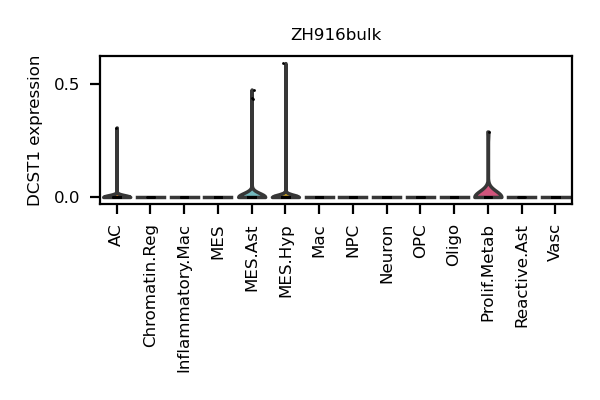 ZH916bulk
DCST1 expression
0.5
0.0
AC
Chromatin.Reg
Inflammatory.Mac
MES
MES.Ast
MES.Hyp
Mac
NPC
Neuron
OPC
Oligo
Prolif.Metab
Reactive.Ast
Vasc